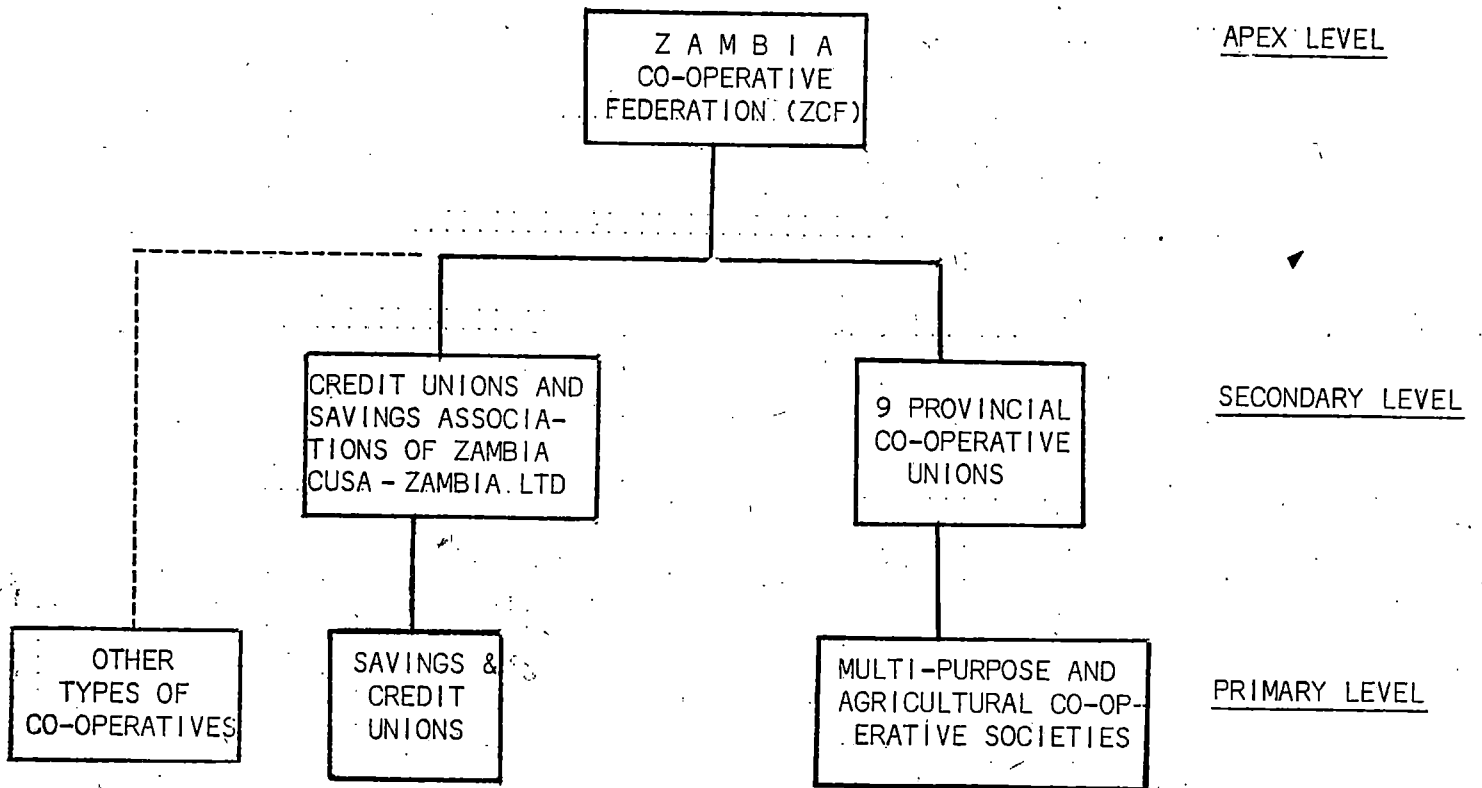 Z A M B I A
CO-OPERATIVE
FEDERATION (ZCF)
APEX LEVEL
CREDIT UNIONS AND
SAVINGS ASSOCIA-
TIONS OF ZAMBIA
CUSA - ZAMBIA.LTD
9 PROVINCIAL
CO-OPERATIVE
UNIONS
SECONDARY LEVEL
OTHER
TYPES OF
CO-OPERATIVES
SAVINGS &
CREDIT
UNIONS
MULTI-PURPOSE AND
AGRICULTURAL CO-OP-
ERATIVE SOCIETIES
PRIMARY LEVEL